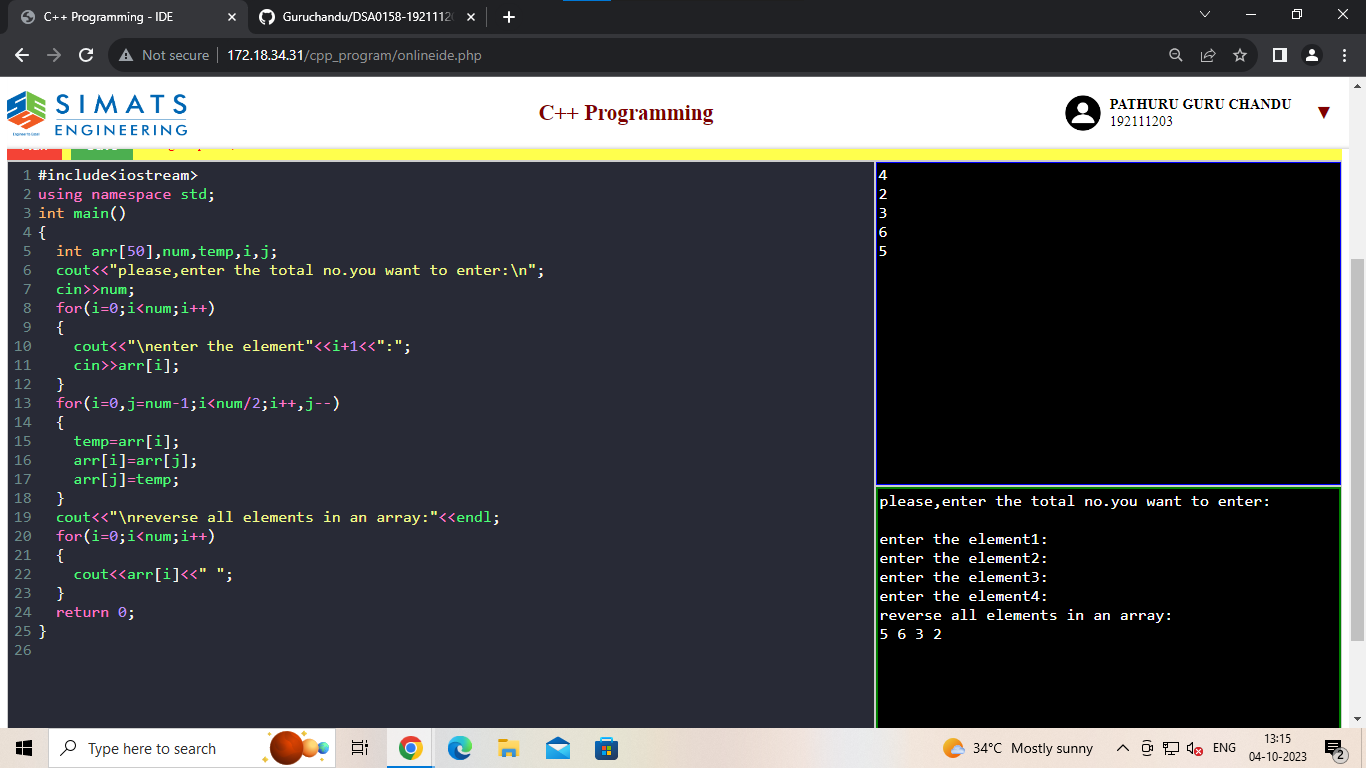 C++ Programming - IDE
Guruchandu/DSA0158-1921112
Not secure
172.18.34.31/cpp_program/onlineide.php
SIMATS
ENGINEERING
C++ Programming
PATHURU GURU CHANDU
192111203
1 #include<iostream>
2 using namespace std;
3 int main()
4 {
5 int arr[50],num,temp,i,j;
6 cout<<"please,enter the total no.you want to enter:\n";
7 cin>>num;
8 for(i=0;i<num;i++)
9 {
10 cout<<"\nenter the element"<<i+1<<":";
11 cin>>arr[i];
12 }
13 for(i=0,j=num-1;i<num/2;i++,j--)
14 {
15 temp=arr[i];
16 arr[i]=arr[j];
17 arr[j]=temp;
18 }
19 cout<<"\nreverse all elements in an array:"<<endl;
20 for(i=0;i<num;i++)
21 {
22 cout<<arr[i]<<" ";
23 }
24 return 0;
25 }
26
4
2
3
6
5
please,enter the total no.you want to enter:
enter the element1:
enter the element2:
enter the element3:
enter the element4:
reverse all elements in an array:
5 6 3 2
Type here to search
34°C Mostly sunny
ENG
13:15
04-10-2023
2